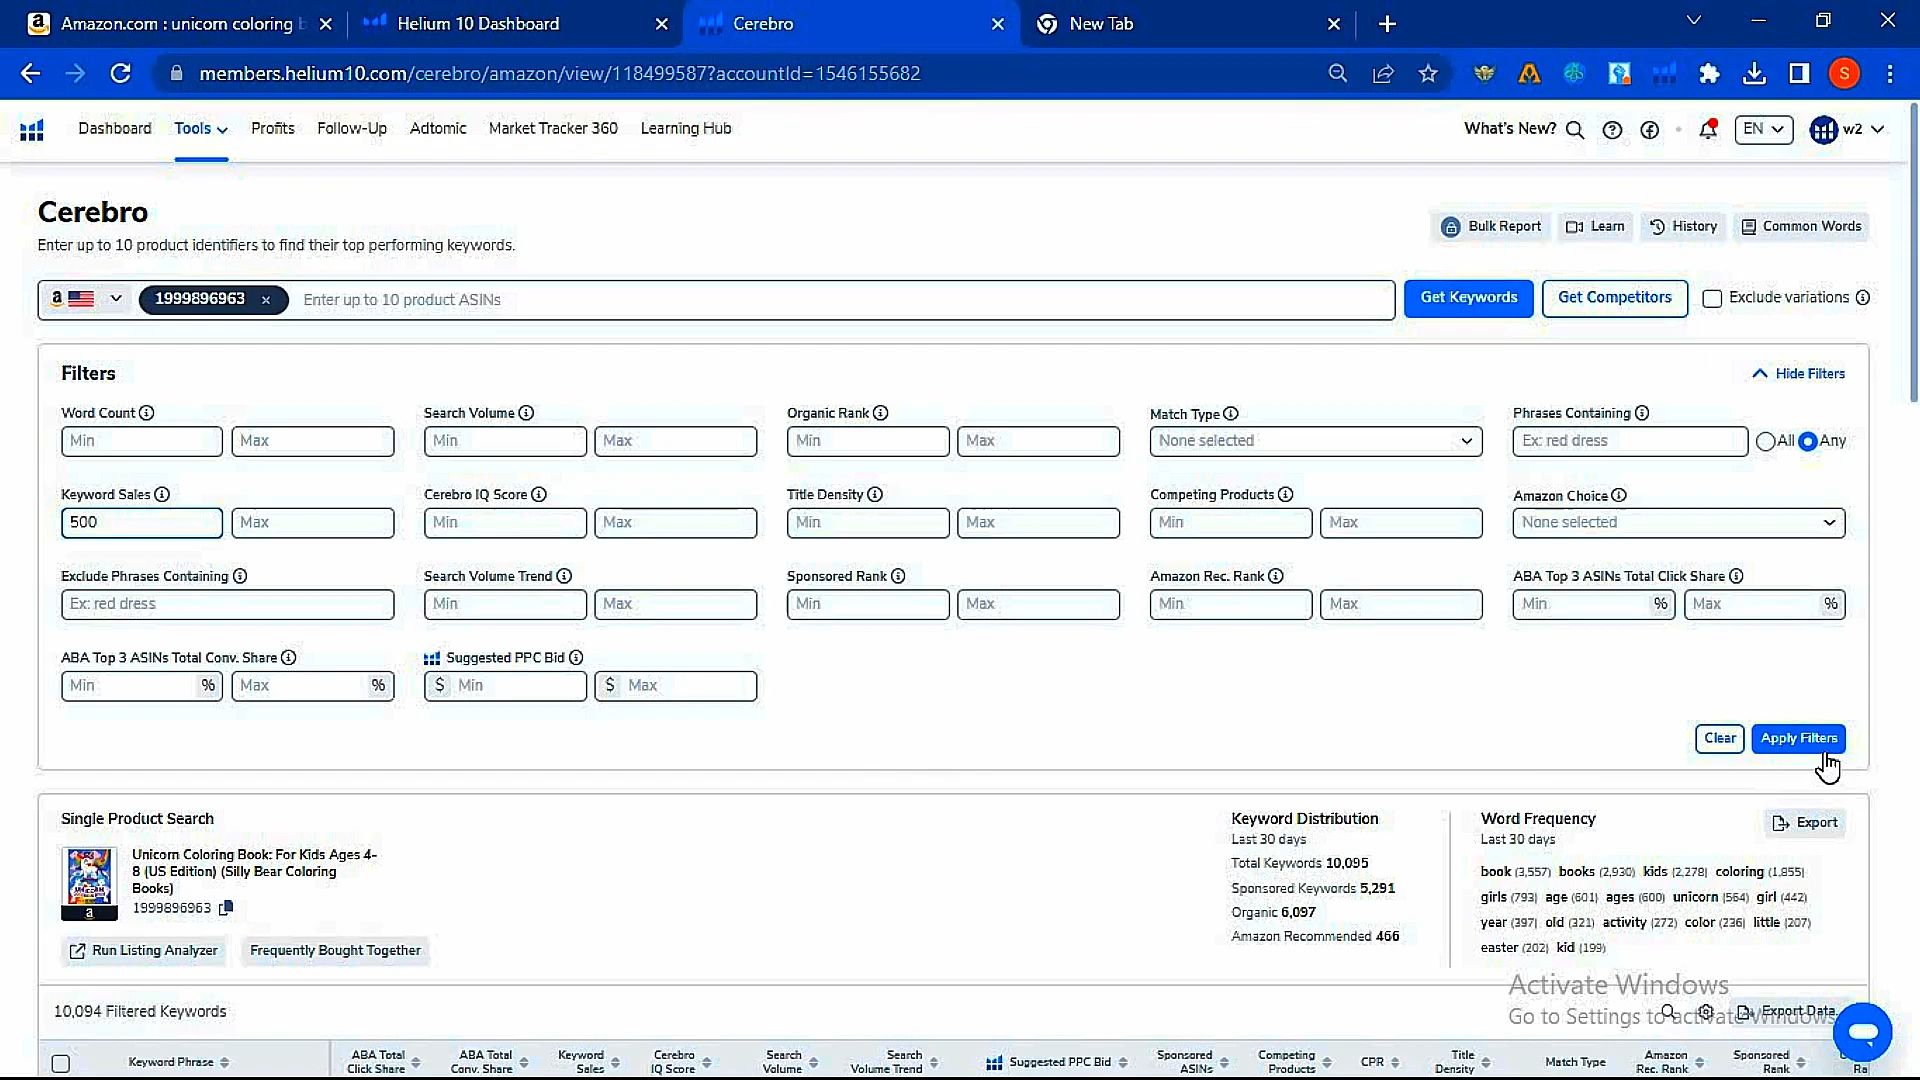 Amazon.com : unicorn coloring b
Helium 10 Dashboard
Cerebro
New Tab
members.helium10.com/cerebro/amazon/view/118499587?accountId=1546155682
S
Dashboard Tools Profits Follow-Up Adtomic Market Tracker 360 Learning Hub
What's New? EN w2
Cerebro
Enter up to 10 product identifiers to find their top performing keywords.
Bulk Report Learn History Common Words
1999896963 × Enter up to 10 product ASINs
Get Keywords Get Competitors Exclude variations
Filters
Hide Filters
Word Count Search Volume Organic Rank Match Type Phrases Containing
Min Max Min Max Min Max None selected Ex: red dress All Any
Keyword Sales Cerebro IQ Score Title Density Competing Products Amazon Choice
500 Max Min Max Min Max Min Max None selected
Exclude Phrases Containing Search Volume Trend Sponsored Rank Amazon Rec. Rank ABA Top 3 ASINs Total Click Share
Ex: red dress Min Max Min Max Min Max Min % Max %
ABA Top 3 ASINs Total Conv. Share Suggested PPC Bid
Min % Max % $ Min $ Max
Clear Apply Filters
Single Product Search
Unicorn Coloring Book: For Kids Ages 4-
8 (US Edition) (Silly Bear Coloring
Books)
1999896963
Run Listing Analyzer Frequently Bought Together
Keyword Distribution
Last 30 days
Total Keywords 10,095
Sponsored Keywords 5,291
Organic 6,097
Amazon Recommended 466
Word Frequency
Last 30 days
Export
book (3,557) books (2,930) kids (2,278) coloring (1,855)
girls (793) age (601) ages (600) unicorn (564) girl (442)
year (397) old (321) activity (272) color (236) little (207)
easter (202) kid (199)
Activate Windows
Go to Settings to activate Windows.
10,094 Filtered Keywords
Export Data
Keyword Phrase
ABA Total
Click Share
ABA Total
Conv. Share
Keyword
Sales
Cerebro
IQ Score
Search
Volume
Search
Volume Trend
Suggested PPC Bid
Sponsored
ASINs
Competing
Products
CPR
Title
Density
Match Type
Amazon
Rec. Rank
Sponsored
Rank